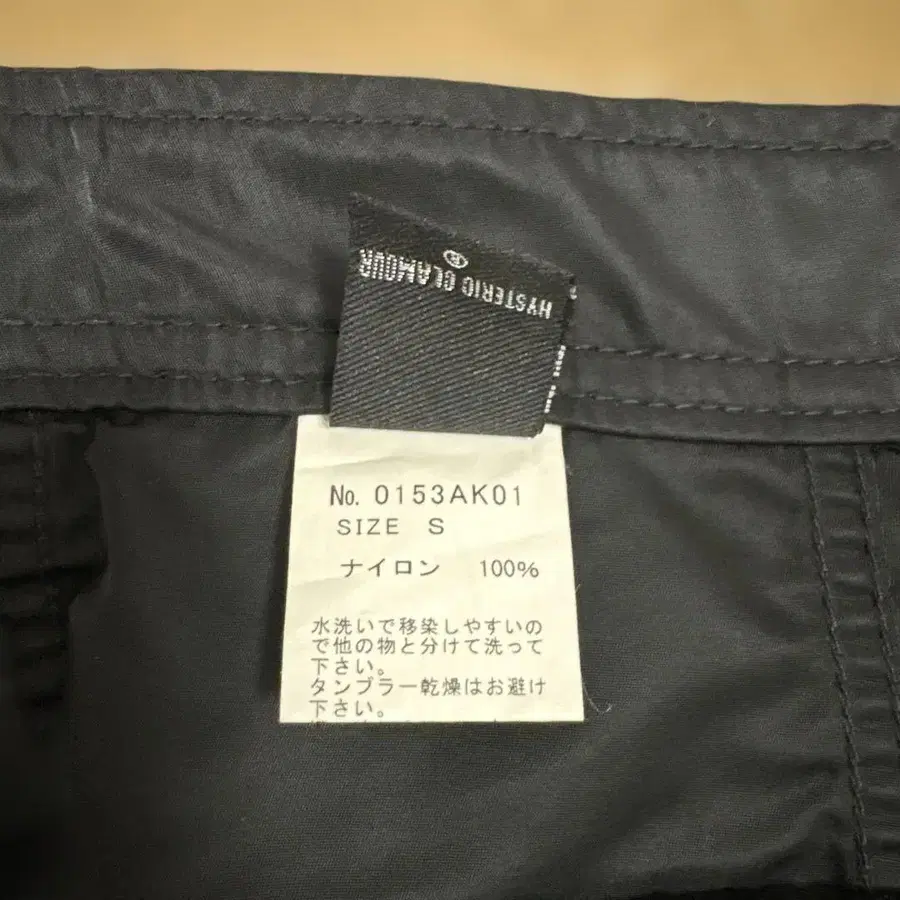 ®
HYSTERIC GLAMOUR
No. 0153AK01
SIZE S
ナイロン 100%
水洗いで移染しやすいの
で他の物と分けて洗って
下さい。
タンブラー乾燥はお避け
下さい。